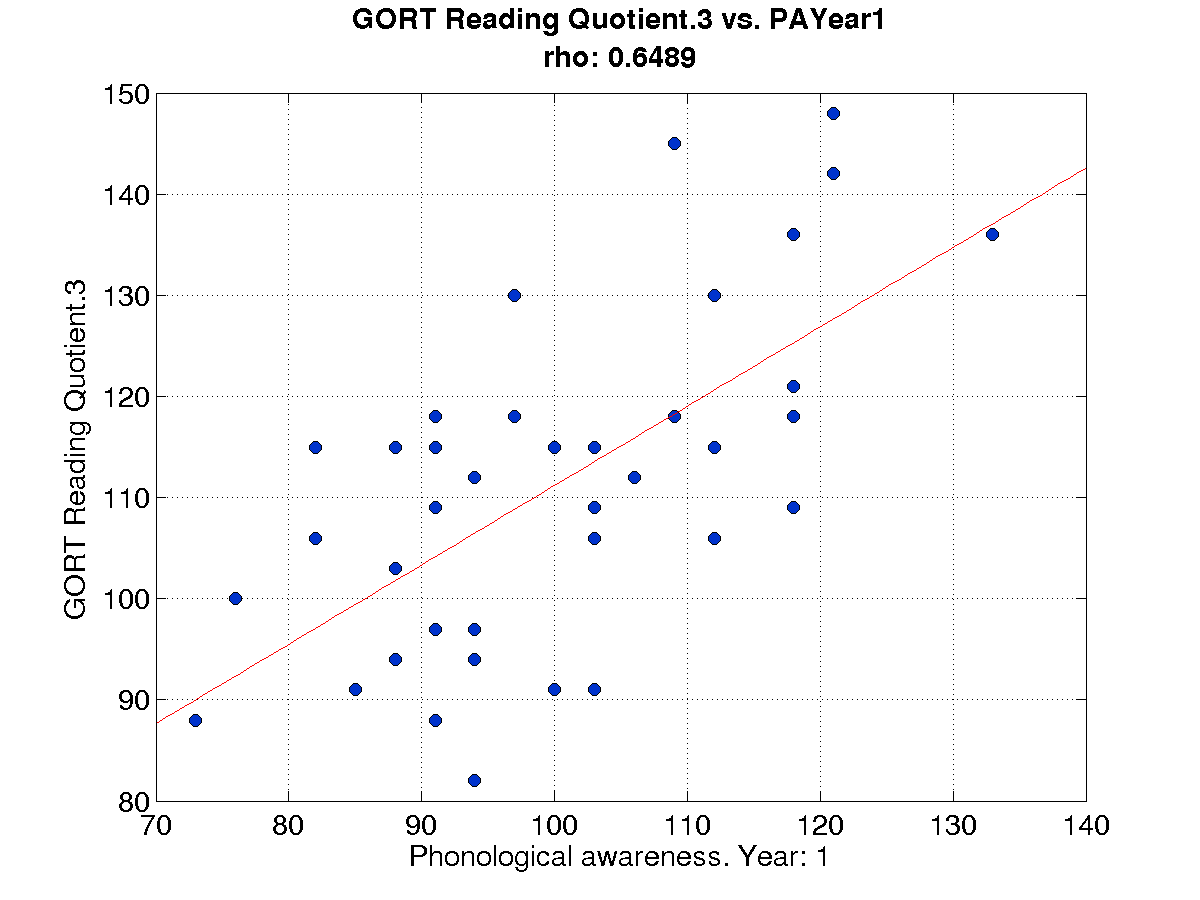 GORT Reading Quotient.3 vs. PAYear1
rho: 0.6489
150
140
130
120
110
100
90
80
GORT Reading Quotient.3
70 80 90 100 110 120 130 140
Phonological awareness. Year: 1